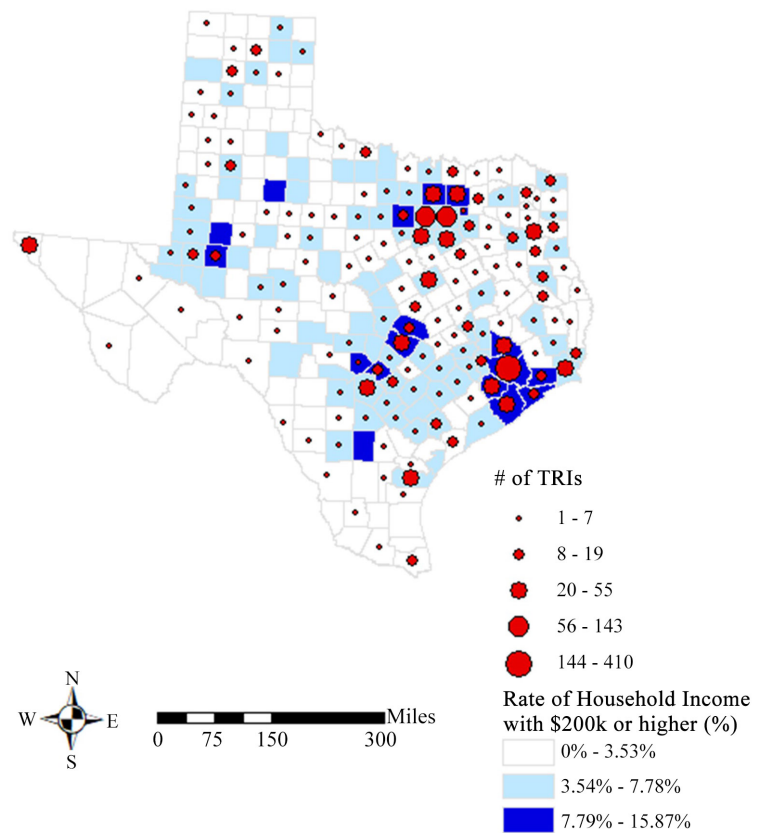 # of TRIs
1 - 7
8 - 19
20 - 55
56 - 143
144 - 410
Rate of Household Income
with $200k or higher (%)
0% - 3.53%
3.54% - 7.78%
7.79% - 15.87%
N
W E
S
Miles
0 75 150 300